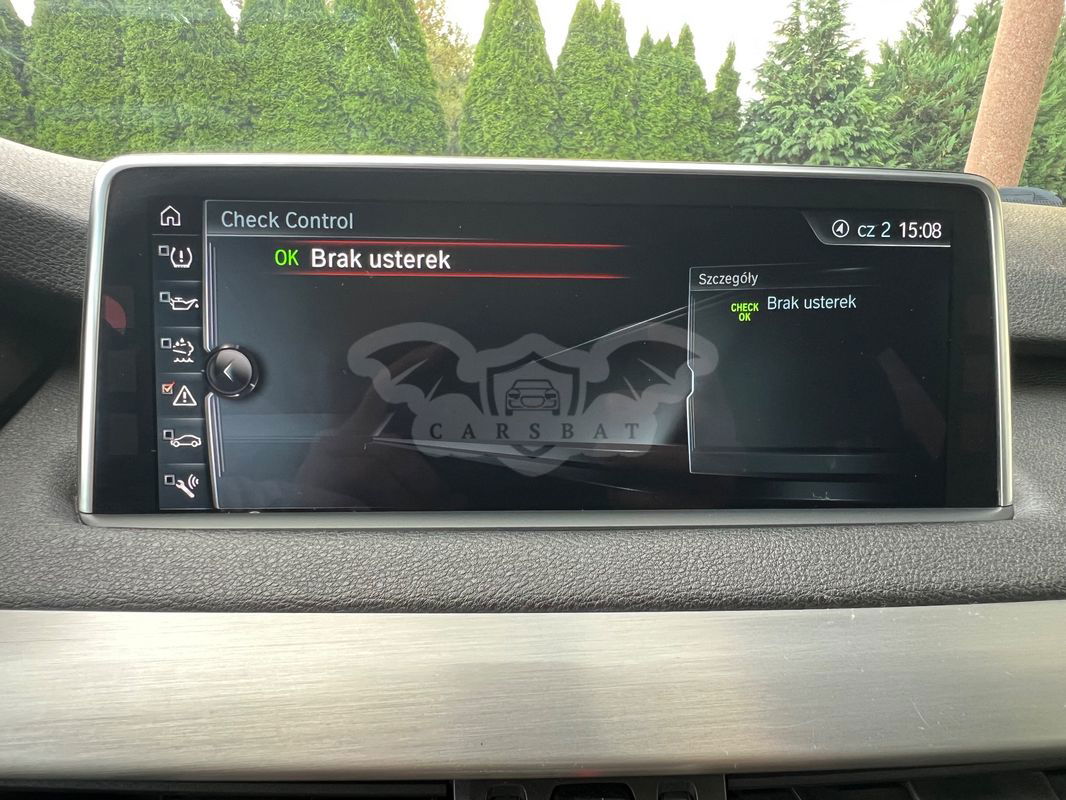 Check Control
cz 2 15:08
OK Brak usterek
Szczegóły
CHECK OK Brak usterek
CARSBAT